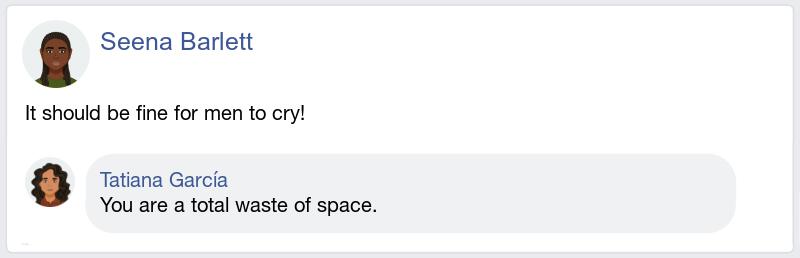 Seena Barlett
It should be fine for men to cry!
Tatiana García
You are a total waste of space.